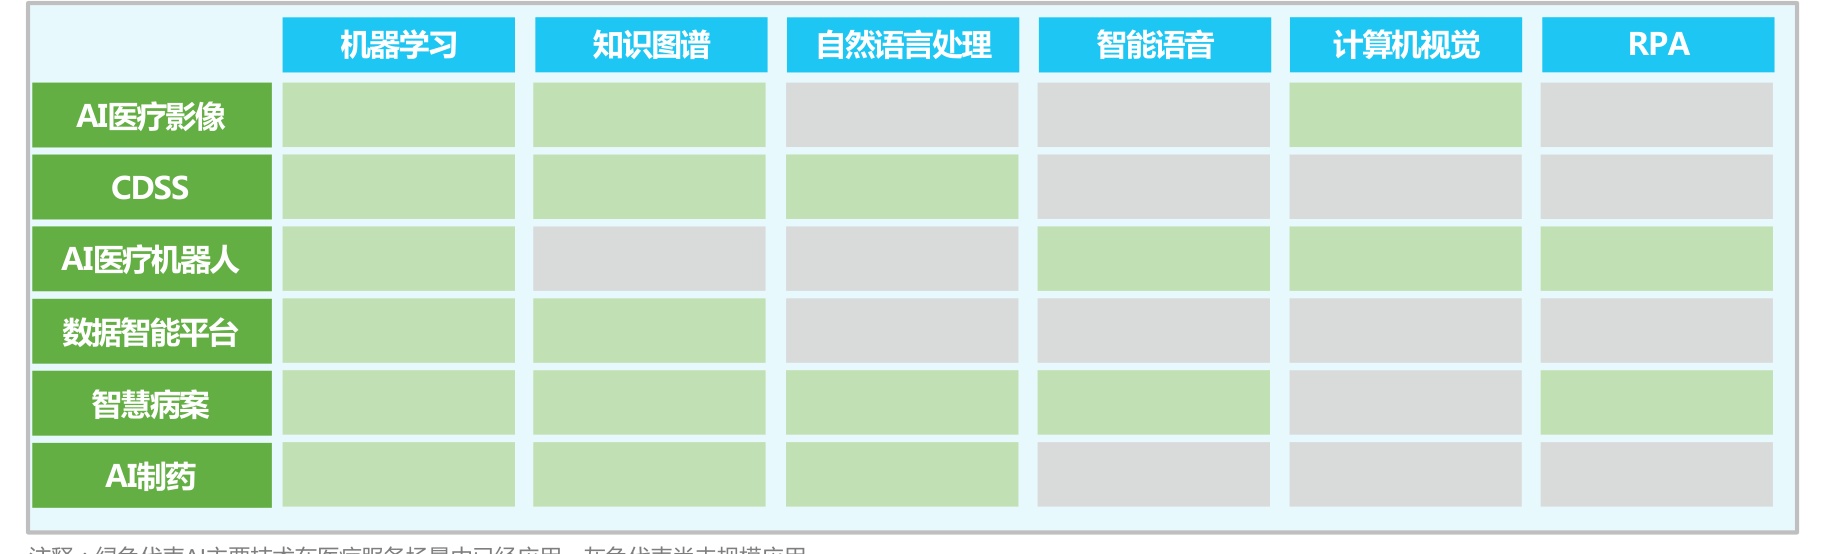 机器学习 知识图谱 自然语言处理 智能语音 计算机视觉 RPA
AI医疗影像
CDSS
AI医疗机器人
数据智能平台
智慧病案
AI制药
注释：绿色代表AI主要技术在医疗服务场景中已经应用，灰色代表尚未规模应用